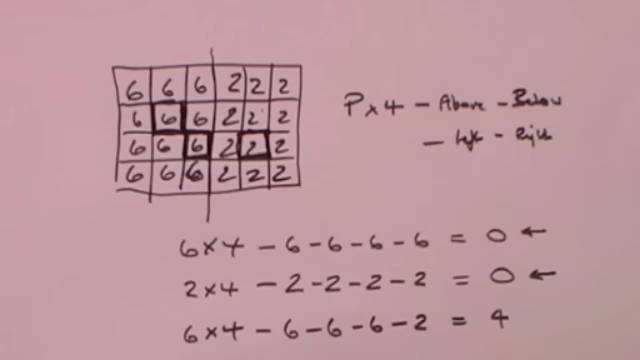 6 6 6 2 2 2
6 6 6 2 2 2
6 6 6 2 2 2
6 6 6 2 2 2
P x 4 - Above - Below
- Left - Right
6 x 4 - 6 - 6 - 6 - 6 = 0 ←
2 x 4 - 2 - 2 - 2 - 2 = 0 ←
6 x 4 - 6 - 6 - 6 - 2 = 4